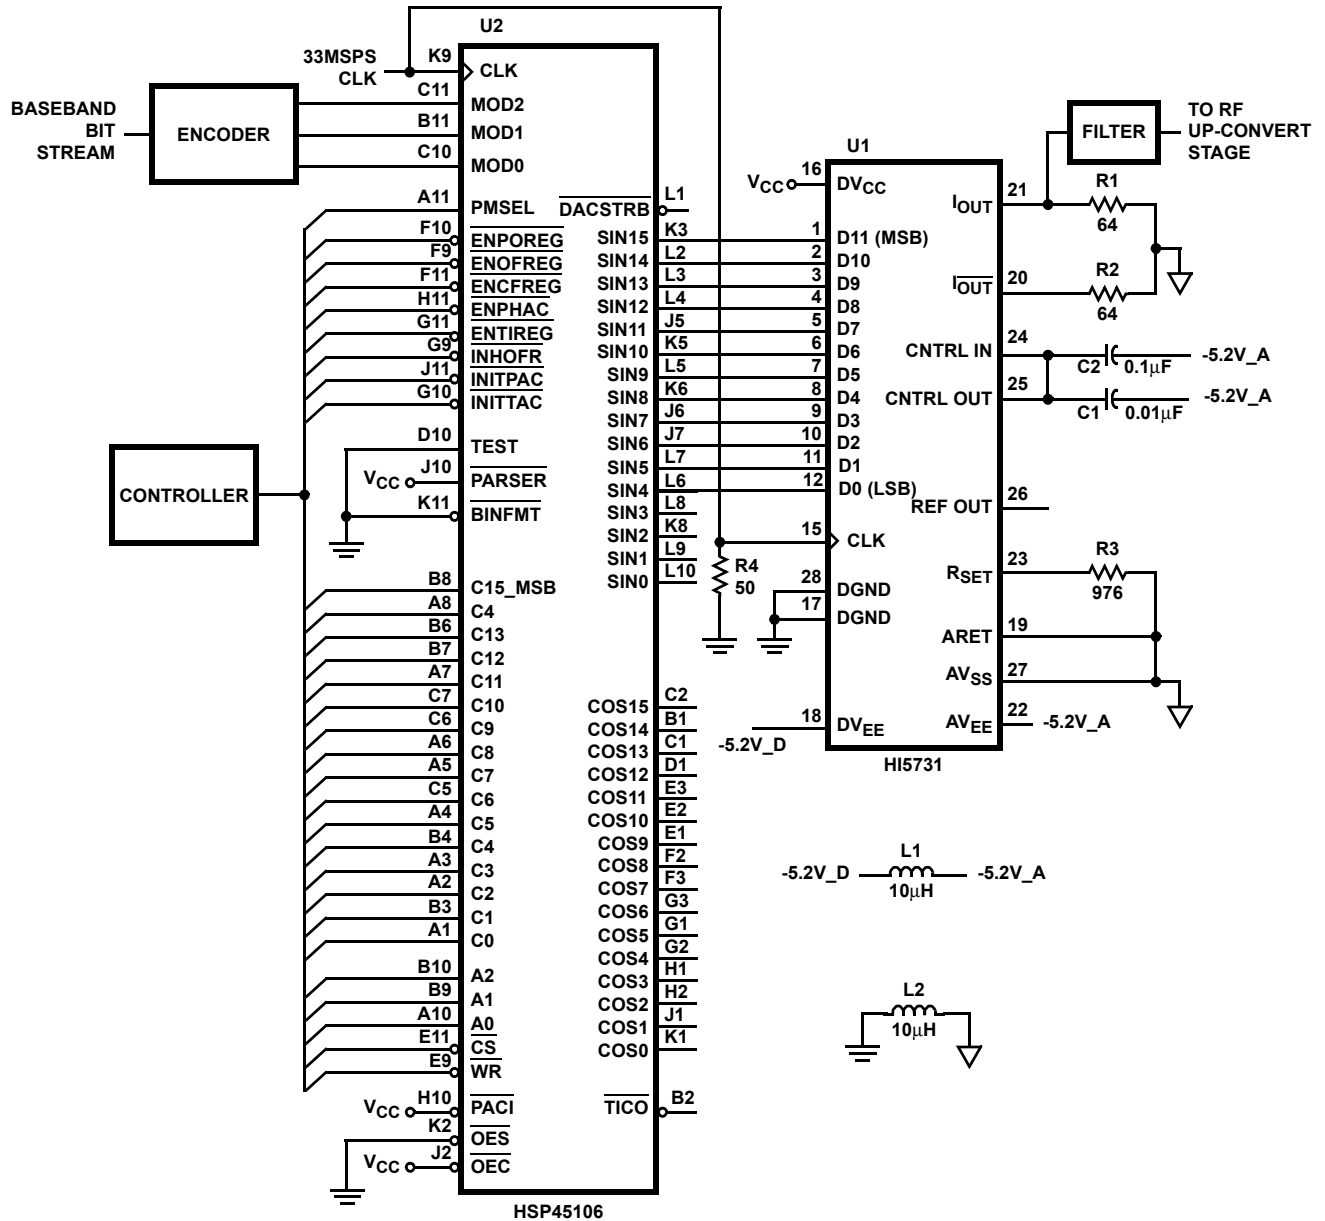 U2
33MSPS
CLK
K9
CLK
BASEBAND
BIT
STREAM
ENCODER
C11
MOD2
B11
MOD1
C10
MOD0
A11
PMSEL
F10
ENPOREG
F9
ENOFREG
F11
ENCFREG
H11
ENPHAC
G11
ENTIREG
G9
INHOFR
J11
INITPAC
G10
INITTAC
D10
TEST
VCC
J10
PARSER
K11
BINFMT
CONTROLLER
B8
C15_MSB
A8
C4
B6
C13
B7
C12
A7
C11
C7
C10
C6
C9
A6
C8
A5
C7
C5
C6
A4
C5
B4
C4
A3
C3
A2
C2
B3
C1
A1
C0
B10
A2
B9
A1
A10
A0
E11
CS
E9
WR
VCC
H10
PACI
K2
OES
VCC
J2
OEC
HSP45106
DACSTRB
L1
SIN15
K3
SIN14
L2
SIN13
L3
SIN12
L4
SIN11
J5
SIN10
K5
SIN9
L5
SIN8
K6
SIN7
J6
SIN6
J7
SIN5
L7
SIN4
L6
SIN3
L8
SIN2
K8
SIN1
L9
SIN0
L10
COS15
C2
COS14
B1
COS13
C1
COS12
D1
COS11
E3
COS10
E2
COS9
E1
COS8
F2
COS7
F3
COS6
G3
COS5
G1
COS4
G2
COS3
H1
COS2
H2
COS1
J1
COS0
K1
TICO
B2
R4
50
U1
VCC
16
DVCC
1
D11 (MSB)
2
D10
3
D9
4
D8
5
D7
6
D6
7
D5
8
D4
9
D3
10
D2
11
D1
12
D0 (LSB)
15
CLK
28
DGND
17
DGND
18
DVEE
-5.2V_D
HI5731
FILTER
TO RF
UP-CONVERT
STAGE
IOUT
21
R1
64
IOUT
20
R2
64
CNTRL IN
24
C2
0.1µF
-5.2V_A
CNTRL OUT
25
C1
0.01µF
-5.2V_A
REF OUT
26
RSET
23
R3
976
ARET
19
AVSS
27
AVEE
22
-5.2V_A
-5.2V_D
L1
10µH
-5.2V_A
L2
10µH